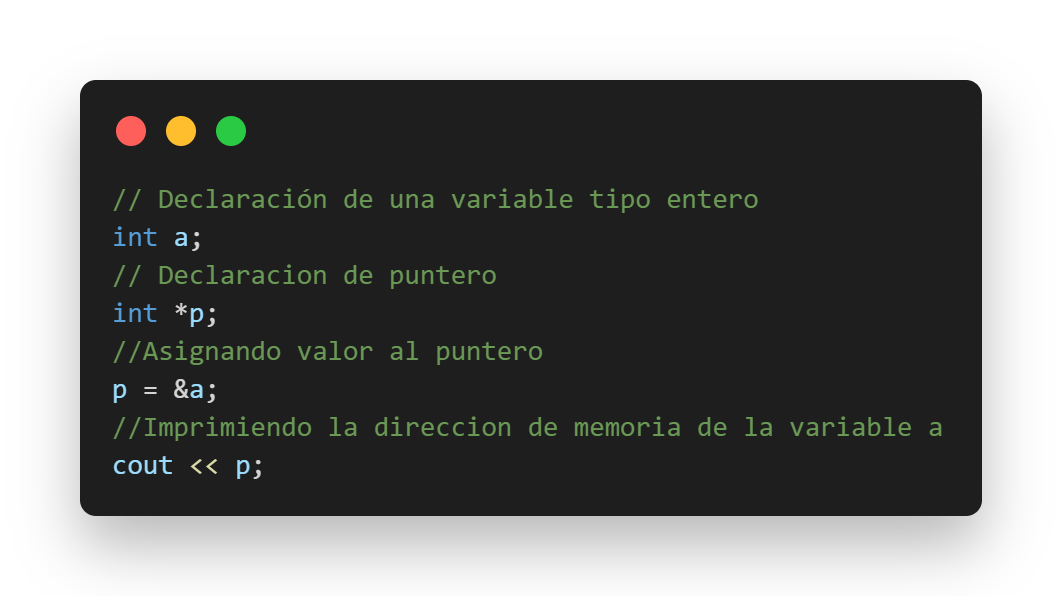 // Declaración de una variable tipo entero
int a;
// Declaracion de puntero
int *p;
//Asignando valor al puntero
p = &a;
//Imprimiendo la direccion de memoria de la variable a
cout << p;